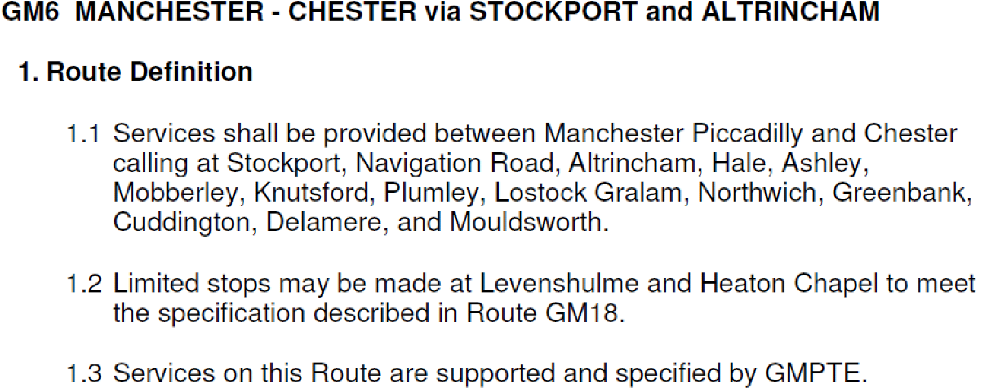 GM6 MANCHESTER - CHESTER via STOCKPORT and ALTRINCHAM
1. Route Definition
1.1 Services shall be provided between Manchester Piccadilly and Chester
calling at Stockport, Navigation Road, Altrincham, Hale, Ashley,
Mobberley, Knutsford, Plumley, Lostock Gralam, Northwich, Greenbank,
Cuddington, Delamere, and Mouldsworth.
1.2 Limited stops may be made at Levenshulme and Heaton Chapel to meet
the specification described in Route GM18.
1.3 Services on this Route are supported and specified by GMPTE.